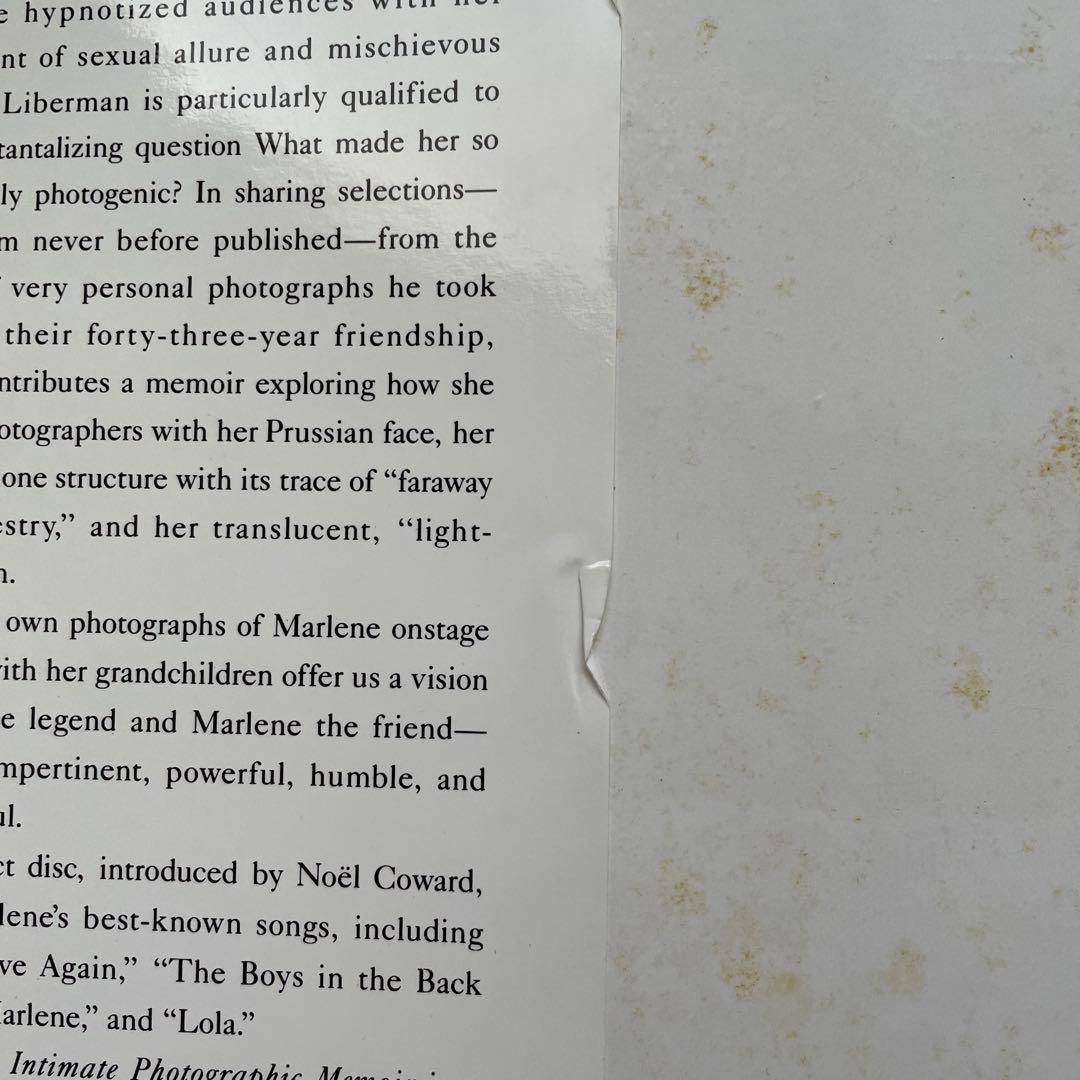 e hypnotized audiences with her
nt of sexual allure and mischievous
Liberman is particularly qualified to
tantalizing question What made her so
ly photogenic? In sharing selections—
m never before published—from the
very personal photographs he took
their forty-three-year friendship,
ntributes a memoir exploring how she
otographers with her Prussian face, her
one structure with its trace of “faraway
estry,” and her translucent, “light-
n.
own photographs of Marlene onstage
with her grandchildren offer us a vision
e legend and Marlene the friend—
mpertinent, powerful, humble, and
ul.
ct disc, introduced by Noël Coward,
lene’s best-known songs, including
ve Again,” “The Boys in the Back
Marlene,” and “Lola.”
Intimate Photographic Memoir